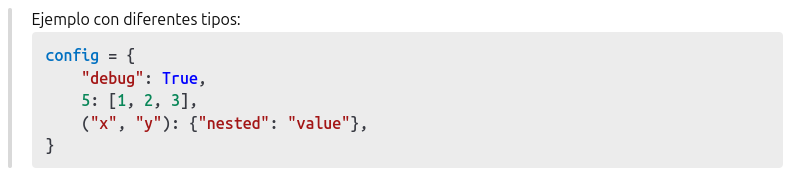 Ejemplo con diferentes tipos:
config = {
    "debug": True,
    5: [1, 2, 3],
    ("x", "y"): {"nested": "value"},
}